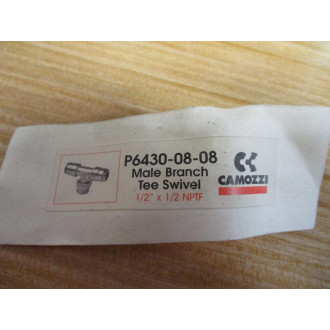 P6430-08-08
Male Branch
Tee Swivel
1/2" x 1/2 NPTF
CAMOZZI